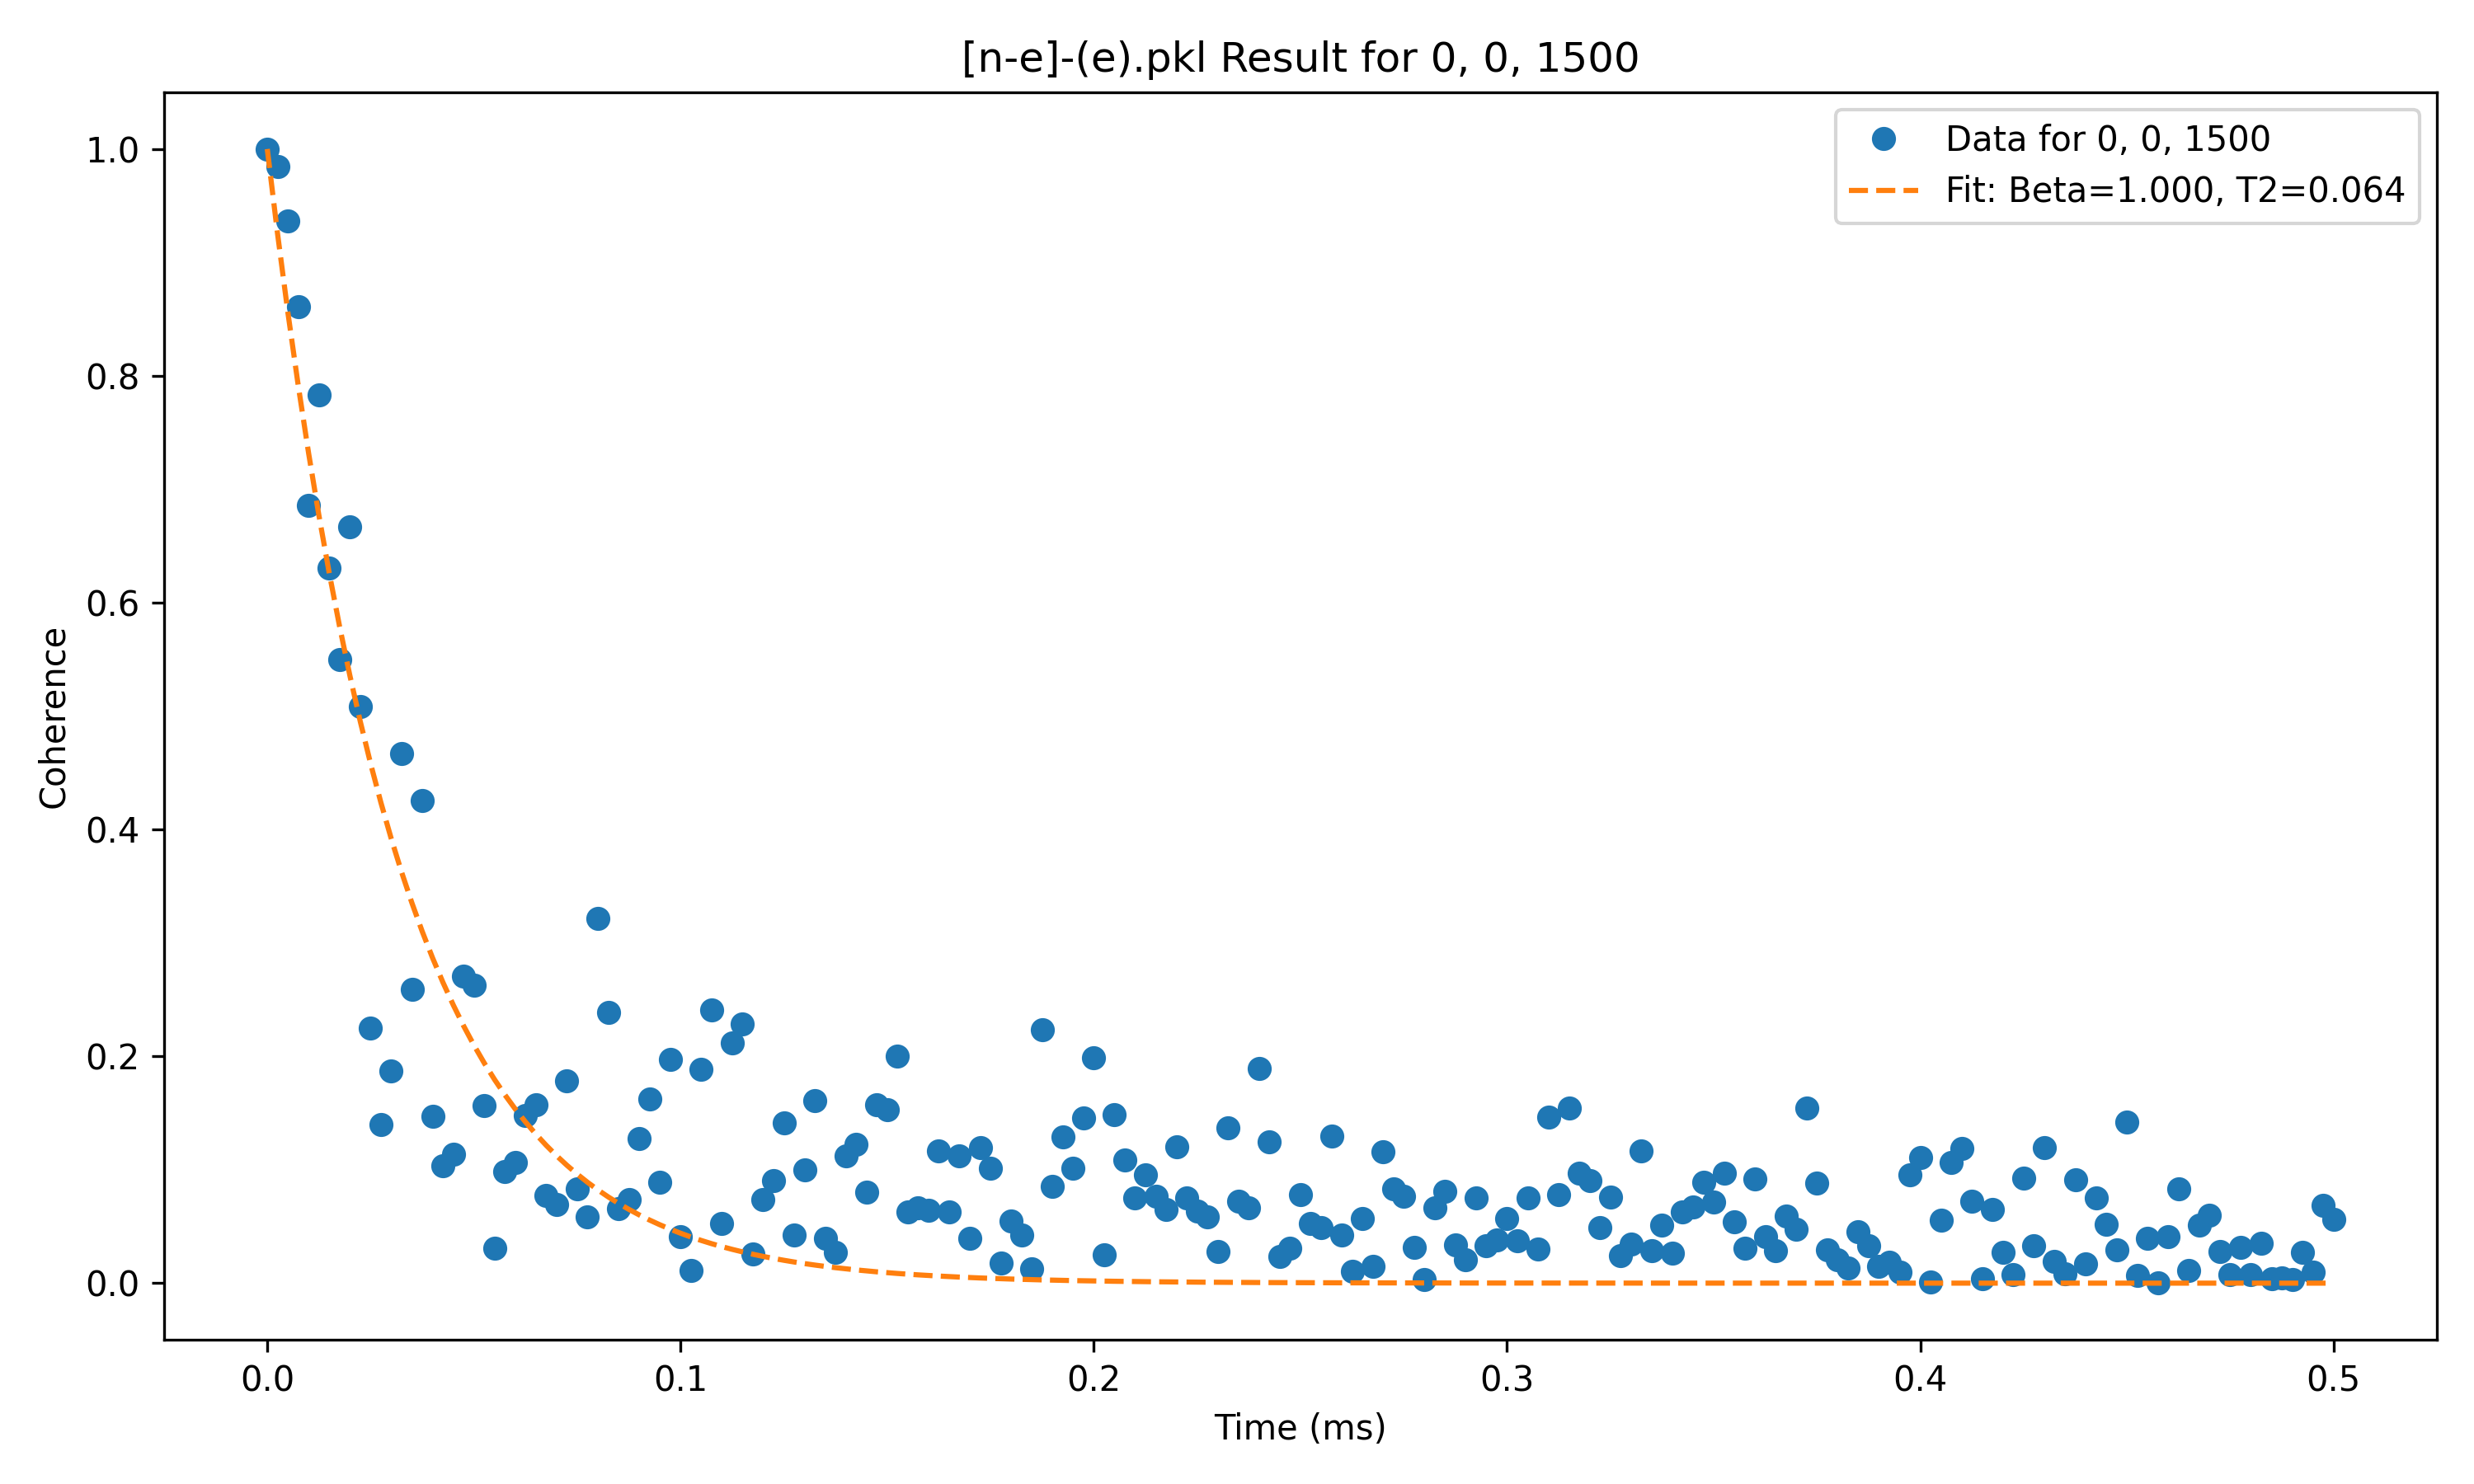 [n-e]-(e).pkl Result for 0, 0, 1500
Data for 0, 0, 1500
Fit: Beta=1.000, T2=0.064
Coherence
1.0
0.8
0.6
0.4
0.2
0.0
0.0 0.1 0.2 0.3 0.4 0.5
Time (ms)